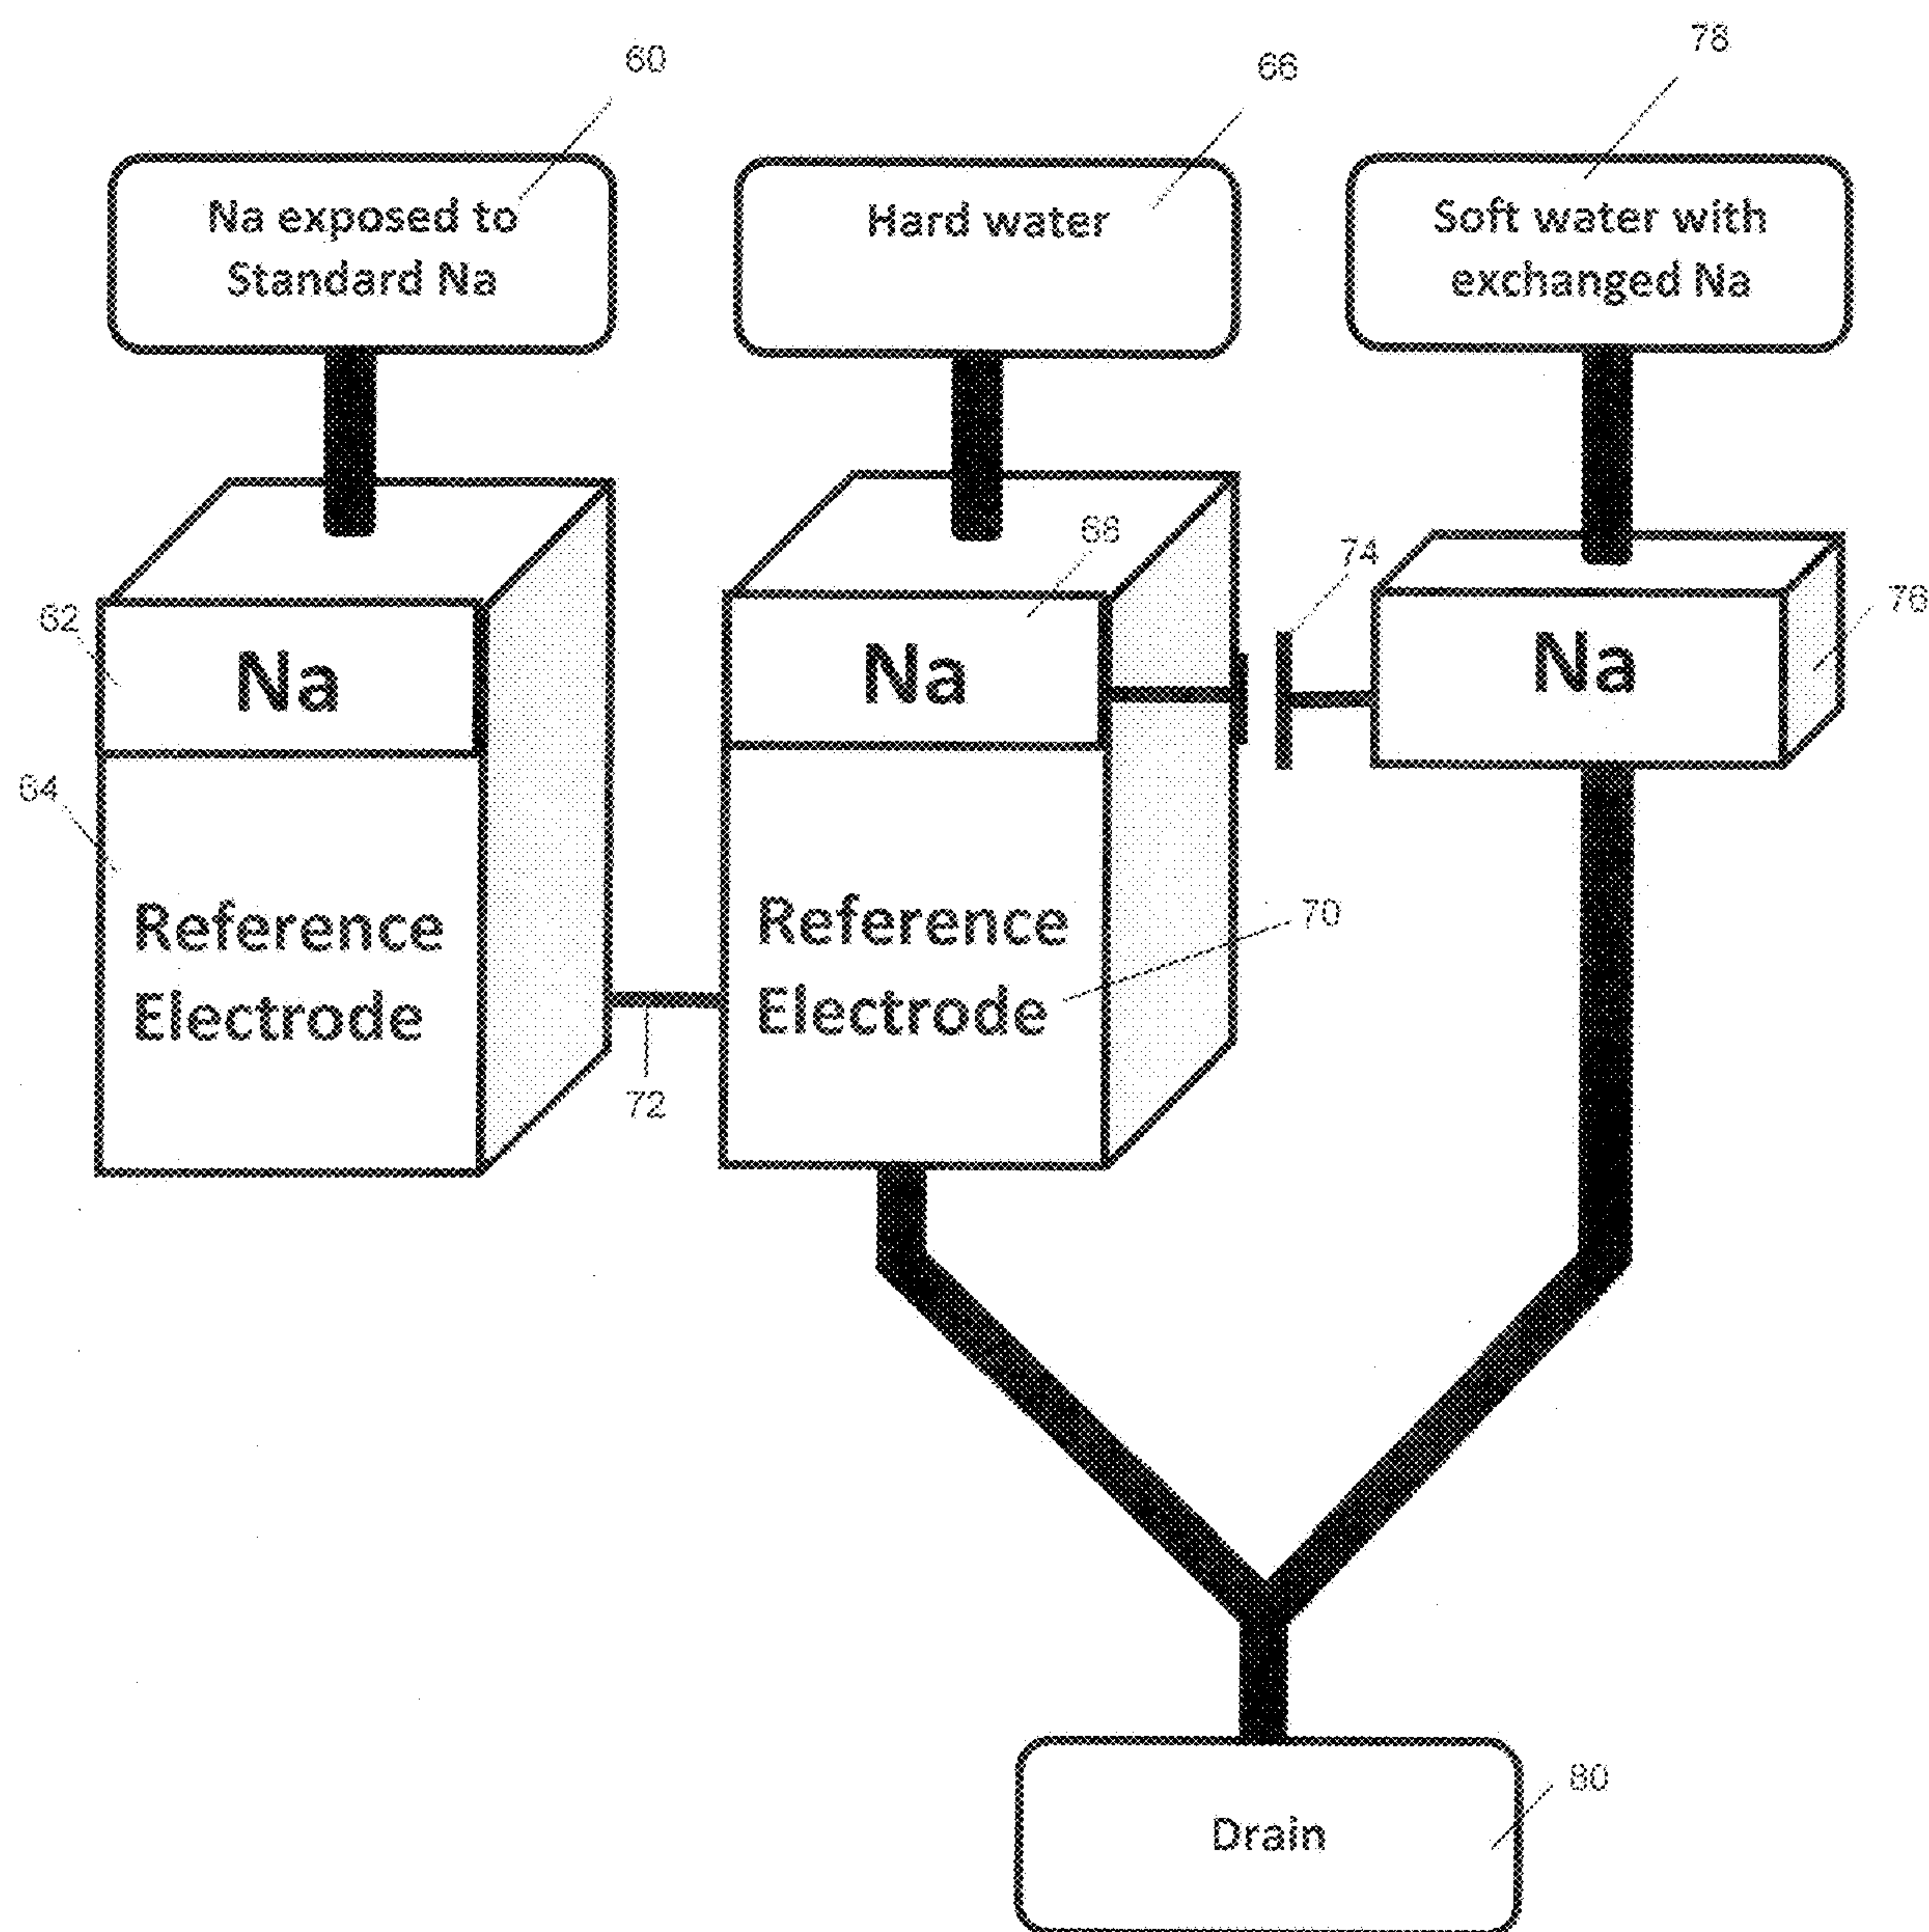 60
66
78
Na exposed to
Standard Na
Hard water
Soft water with
exchanged Na
68
74
76
62
Na
Na
Na
64
Reference
Electrode
Reference
Electrode
70
72
80
Drain